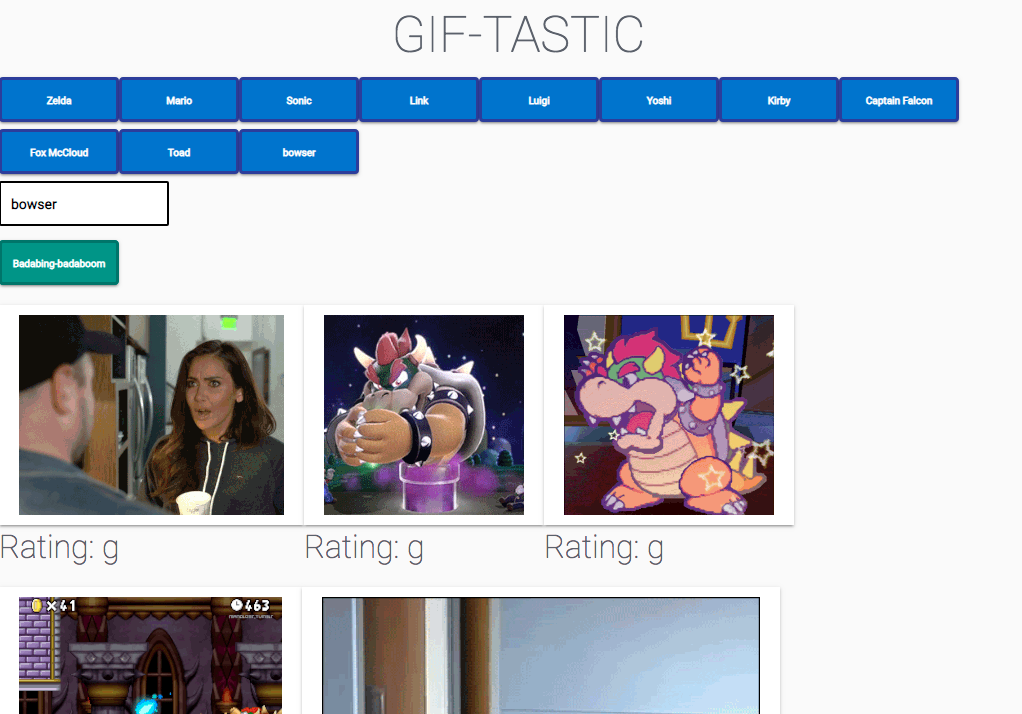 GIF-TASTIC
Zelda Mario Sonic Link Luigi Yoshi Kirby Captain Falcon
Fox McCloud Toad bowser
bowser
Badabing-badaboom
Rating: g Rating: g Rating: g
×41 463